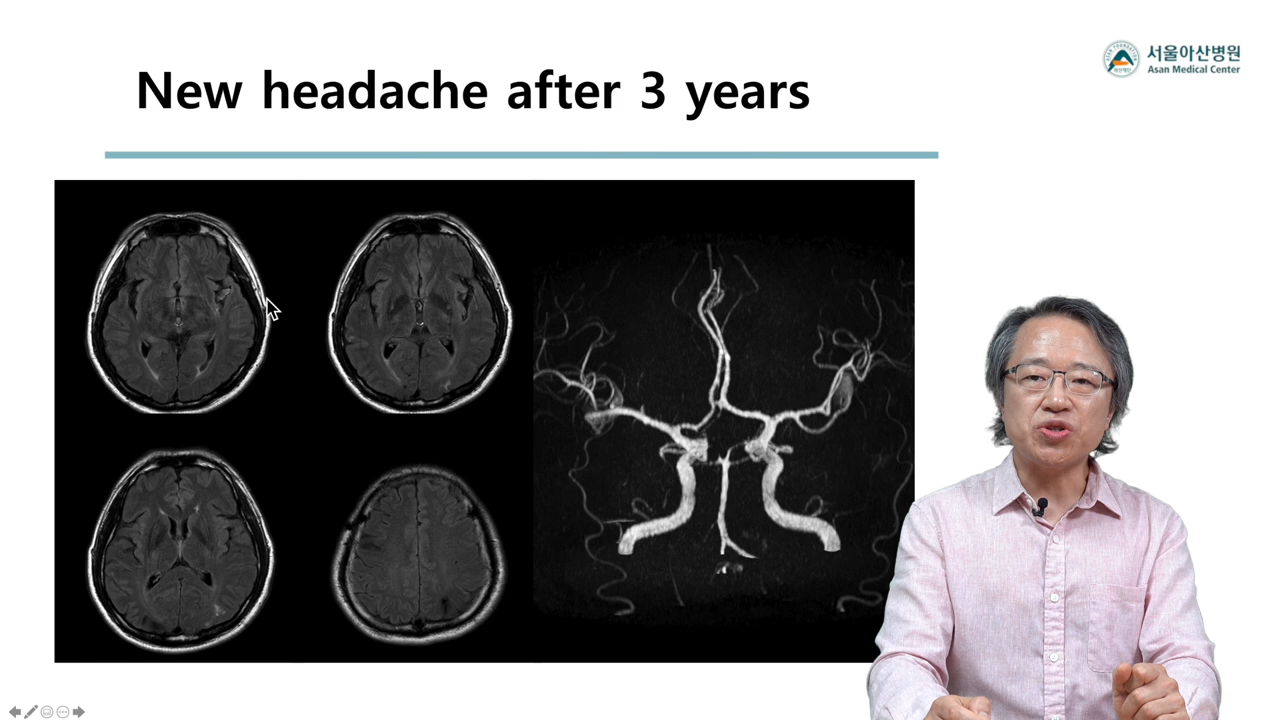 New headache after 3 years
서울아산병원
Asan Medical Center